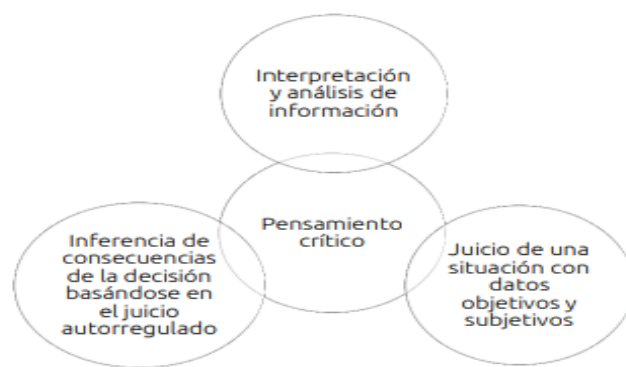 Interpretación
y análisis de
información
Pensamiento
crítico
Inferencia de
consecuencias
de la decisión
basándose en
el juicio
autorregulado
Juicio de una
situación con
datos
objetivos y
subjetivos